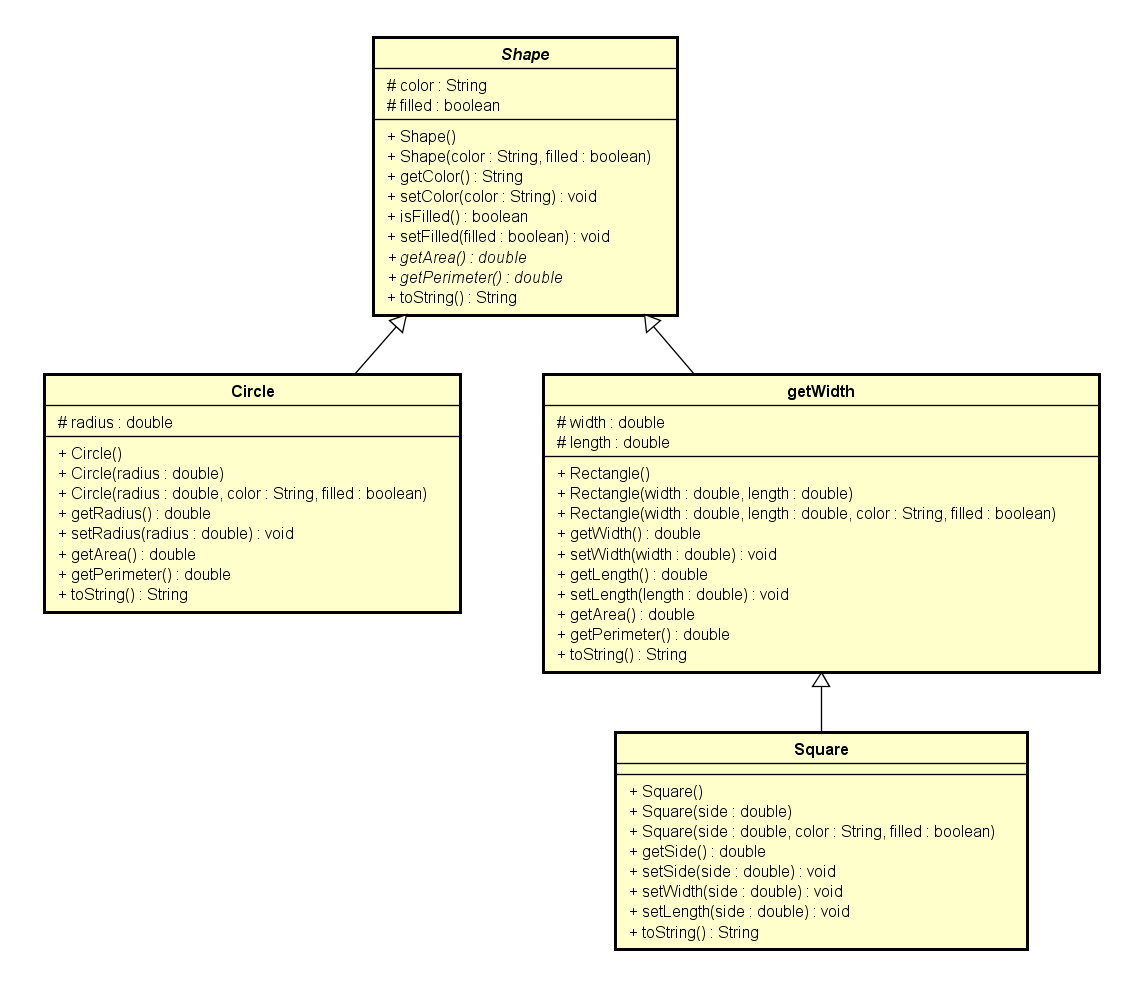 Shape
# color : String
# filled : boolean
+ Shape()
+ Shape(color : String, filled : boolean)
+ getColor() : String
+ setColor(color : String) : void
+ isFilled() : boolean
+ setFilled(filled : boolean) : void
+ getArea() : double
+ getPerimeter() : double
+ toString() : String
Circle
# radius : double
+ Circle()
+ Circle(radius : double)
+ Circle(radius : double, color : String, filled : boolean)
+ getRadius() : double
+ setRadius(radius : double) : void
+ getArea() : double
+ getPerimeter() : double
+ toString() : String
getWidth
# width : double
# length : double
+ Rectangle()
+ Rectangle(width : double, length : double)
+ Rectangle(width : double, length : double, color : String, filled : boolean)
+ getWidth() : double
+ setWidth(width : double) : void
+ getLength() : double
+ setLength(length : double) : void
+ getArea() : double
+ getPerimeter() : double
+ toString() : String
Square
+ Square()
+ Square(side : double)
+ Square(side : double, color : String, filled : boolean)
+ getSide() : double
+ setSide(side : double) : void
+ setWidth(side : double) : void
+ setLength(side : double) : void
+ toString() : String